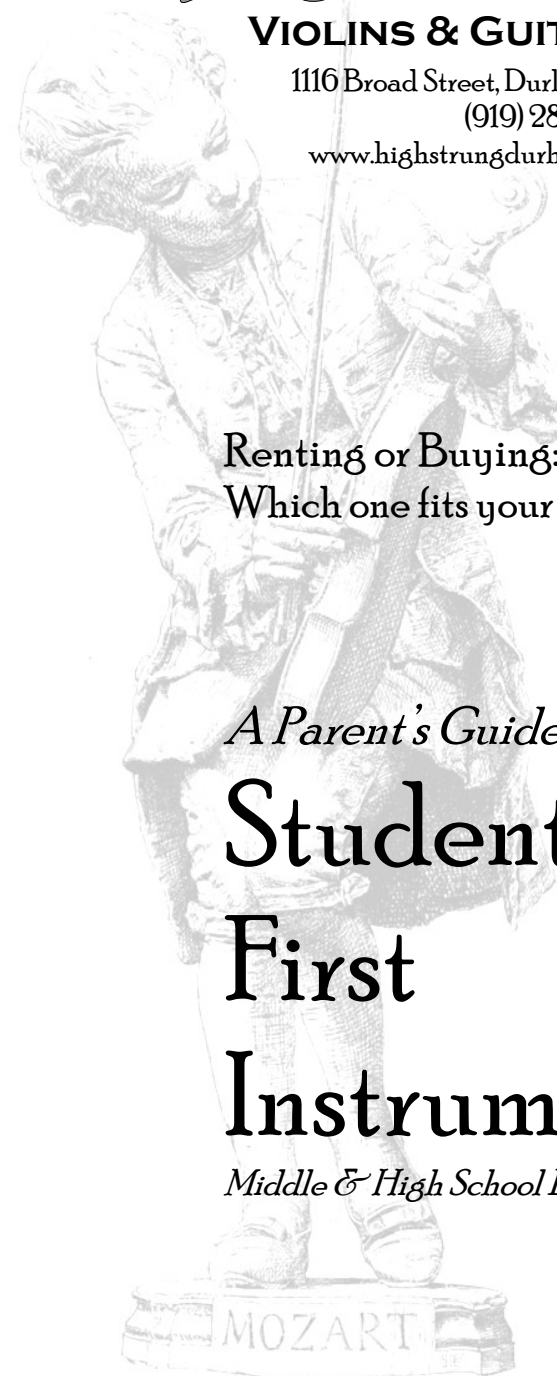 VIOLINS & GUIT
1116 Broad Street, Durh
(919) 28
www.highstrungdurh
Renting or Buying:
Which one fits your
A Parent's Guide
Student
First
Instrum
Middle & High School
MOZART